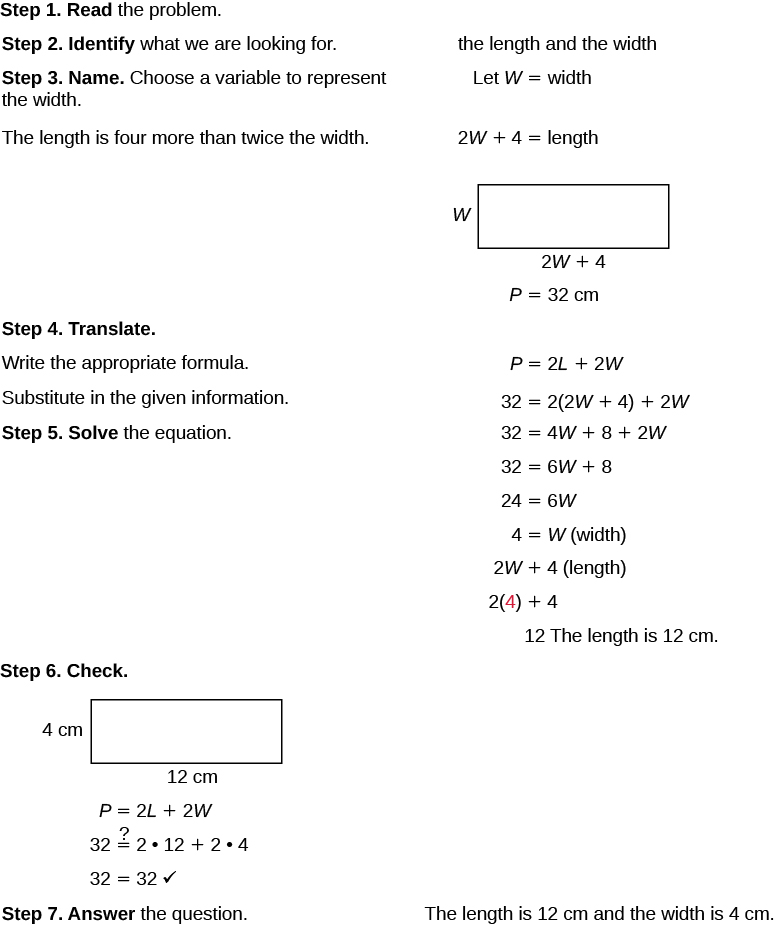 Step 1. Read the problem.
Step 2. Identify what we are looking for. the length and the width
Step 3. Name. Choose a variable to represent Let W = width
the width.
The length is four more than twice the width. 2W + 4 = length
W
2W + 4
P = 32 cm
Step 4. Translate.
Write the appropriate formula. P = 2L + 2W
Substitute in the given information. 32 = 2(2W + 4) + 2W
Step 5. Solve the equation. 32 = 4W + 8 + 2W
32 = 6W + 8
24 = 6W
4 = W (width)
2W + 4 (length)
2(4) + 4
12 The length is 12 cm.
Step 6. Check.
4 cm
12 cm
P = 2L + 2W
32 ≟ 2 • 12 + 2 • 4
32 = 32 ✓
Step 7. Answer the question. The length is 12 cm and the width is 4 cm.